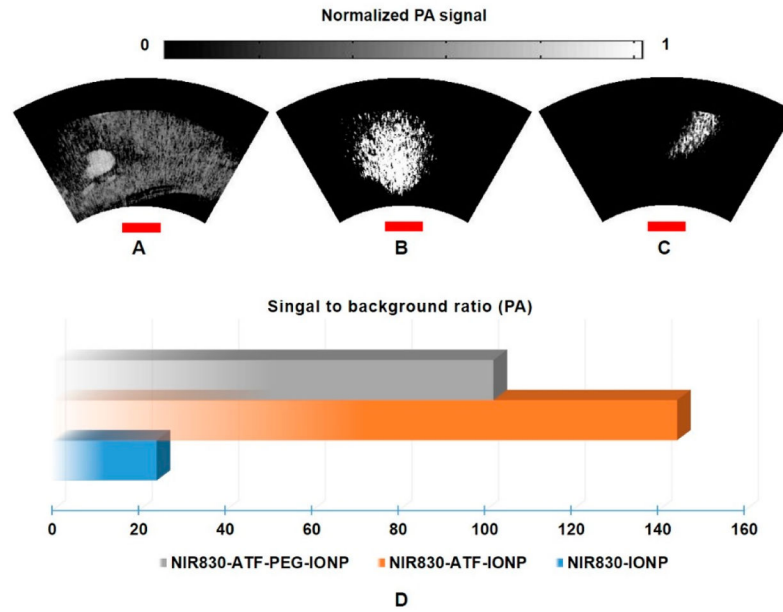 Normalized PA signal
0 1
A B C
Singal to background ratio (PA)
0 20 40 60 80 100 120 140 160
NIR830-ATF-PEG-IONP NIR830-ATF-IONP NIR830-IONP
D